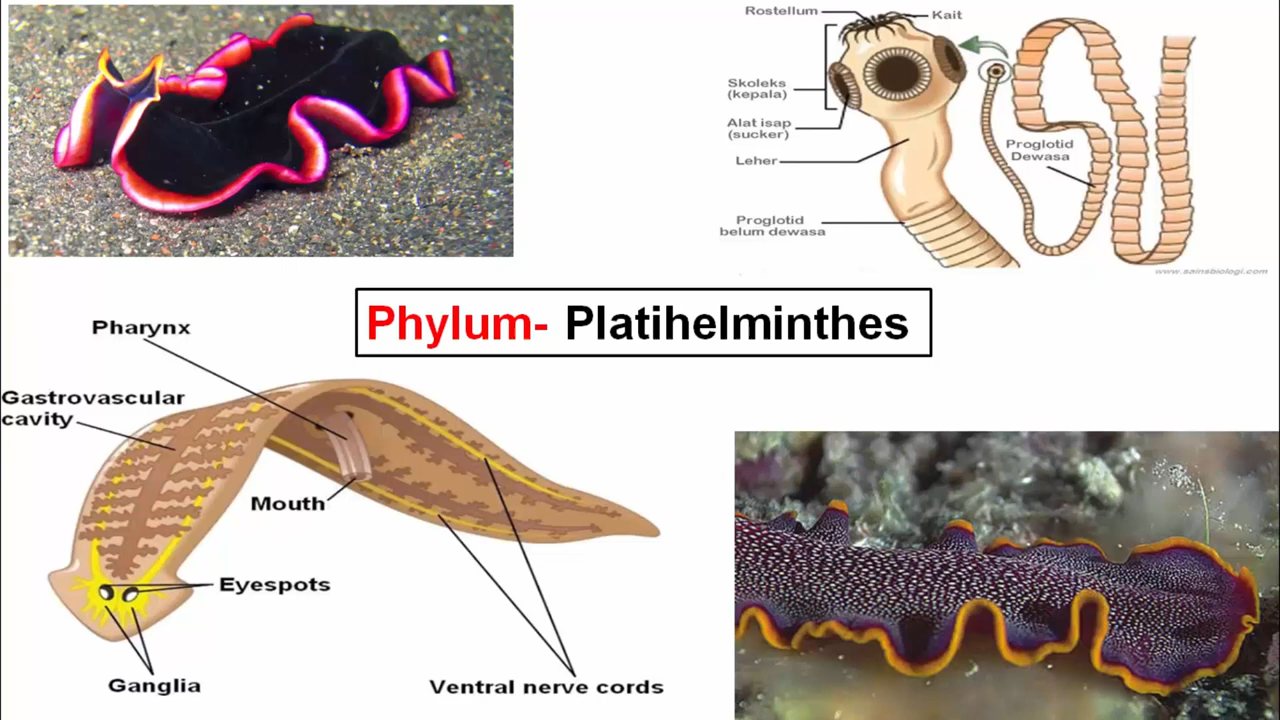 Rostellum
Kait
Skoleks
(kepala)
Alat isap
(sucker)
Leher
Proglotid
Dewasa
Proglotid
belum dewasa
www.sainsbiologi.com
Phylum- Platihelminthes
Pharynx
Gastrovascular
cavity
Mouth
Eyespots
Ganglia
Ventral nerve cords